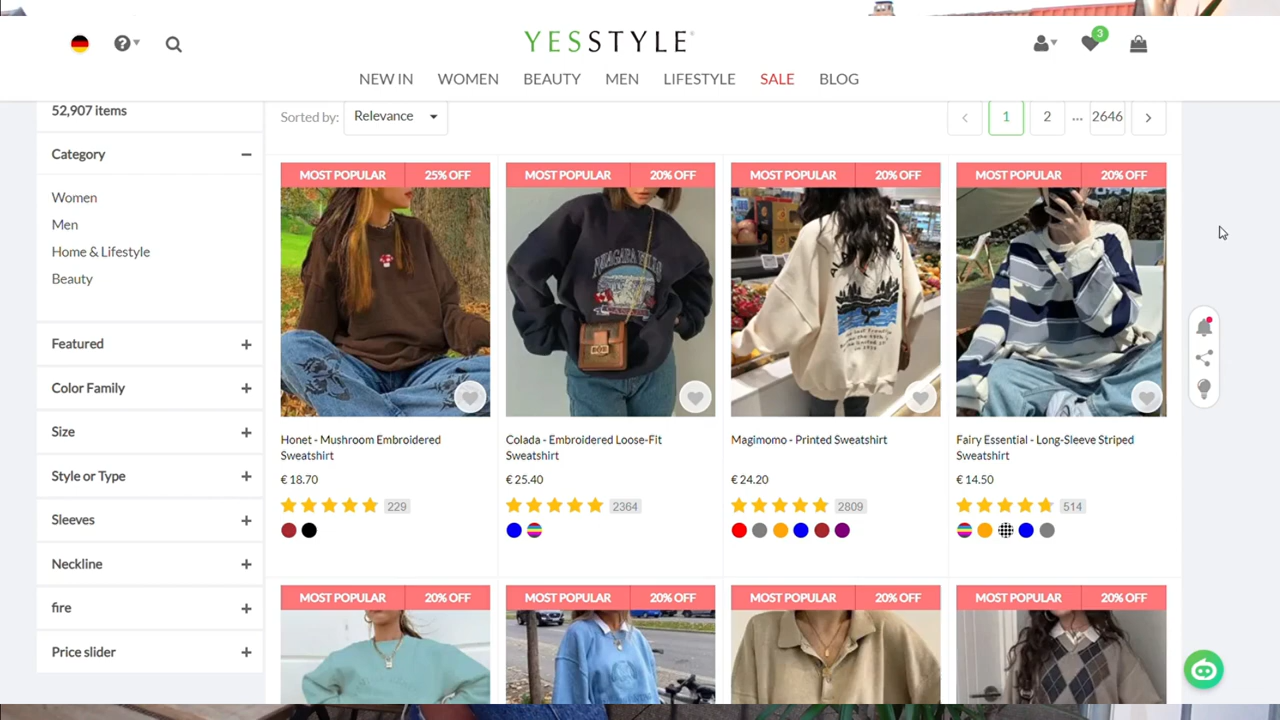 YESSTYLE
3
NEW IN WOMEN BEAUTY MEN LIFESTYLE SALE BLOG
52,907 items
Sorted by: Relevance
< 1 2 ... 2646 >
Category −
Women
Men
Home & Lifestyle
Beauty
Featured +
Color Family +
Size +
Style or Type +
Sleeves +
Neckline +
fire +
Price slider +
MOST POPULAR 25% OFF
Honet - Mushroom Embroidered
Sweatshirt
€ 18.70
229
MOST POPULAR 20% OFF
NIAGARA FALLS
Colada - Embroidered Loose-Fit
Sweatshirt
€ 25.40
2364
MOST POPULAR 20% OFF
Magimomo - Printed Sweatshirt
€ 24.20
2809
MOST POPULAR 20% OFF
Fairy Essential - Long-Sleeve Striped
Sweatshirt
€ 14.50
514
MOST POPULAR 20% OFF
MOST POPULAR 20% OFF
MOST POPULAR 20% OFF
MOST POPULAR 20% OFF